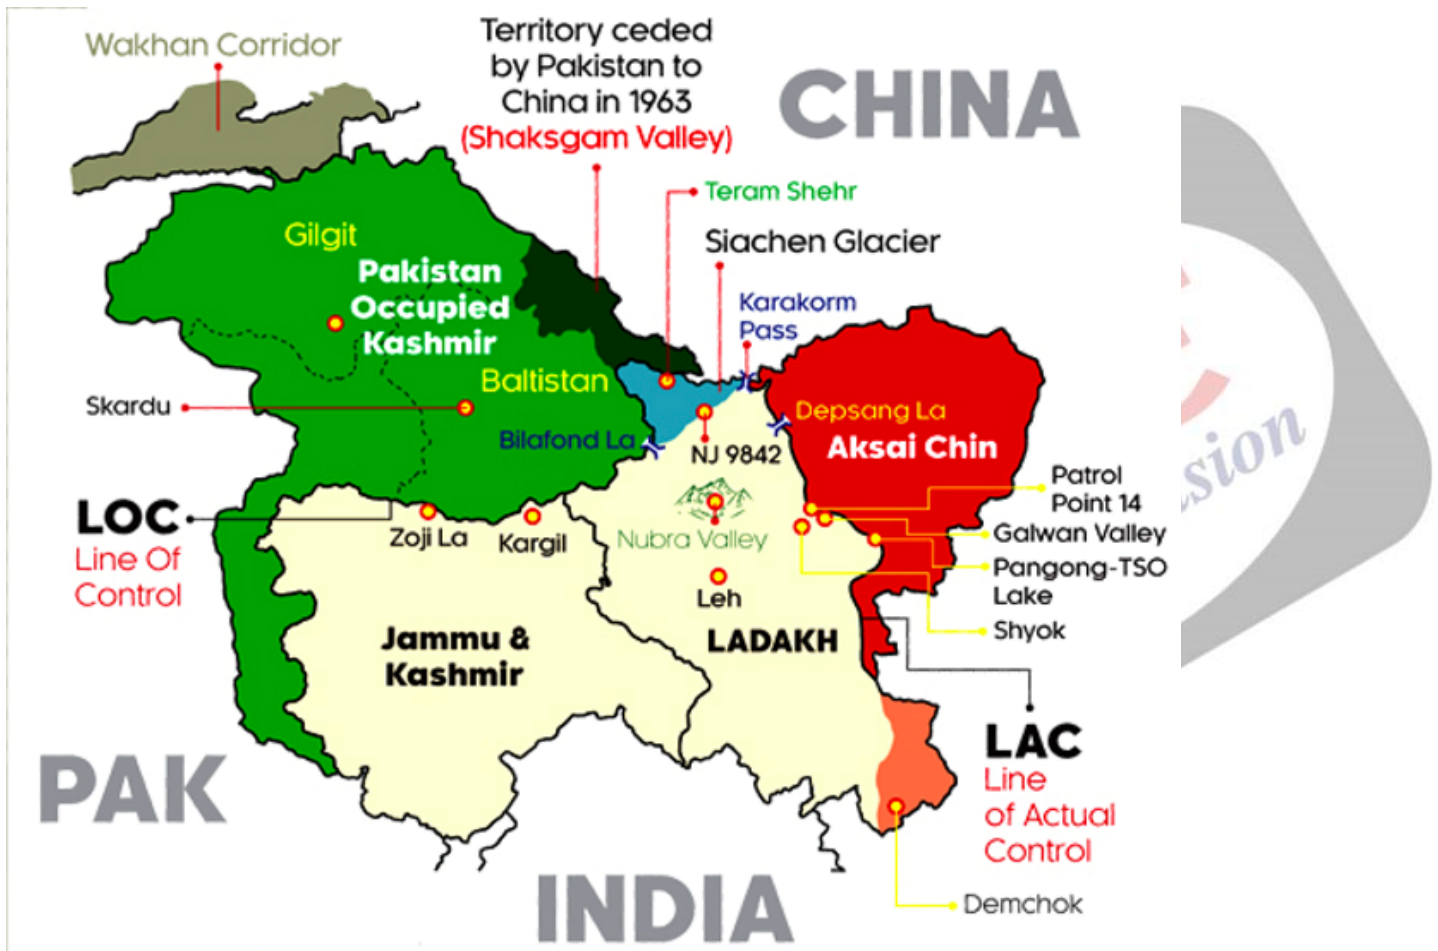 Wakhan Corridor
Territory ceded
by Pakistan to
China in 1963
(Shaksgam Valley)
CHINA
Teram Shehr
Siachen Glacier
Gilgit
Pakistan
Occupied
Kashmir
Karakorm
Pass
Baltistan
Skardu
Depsang La
Bilafond La
Aksai Chin
NJ 9842
Patrol
Point 14
LOC
Line Of
Control
Zoji La
Kargil
Nubra Valley
Galwan Valley
Pangong-TSO
Lake
Leh
Shyok
Jammu &
Kashmir
LADAKH
LAC
Line
of Actual
Control
PAK
INDIA
Demchok